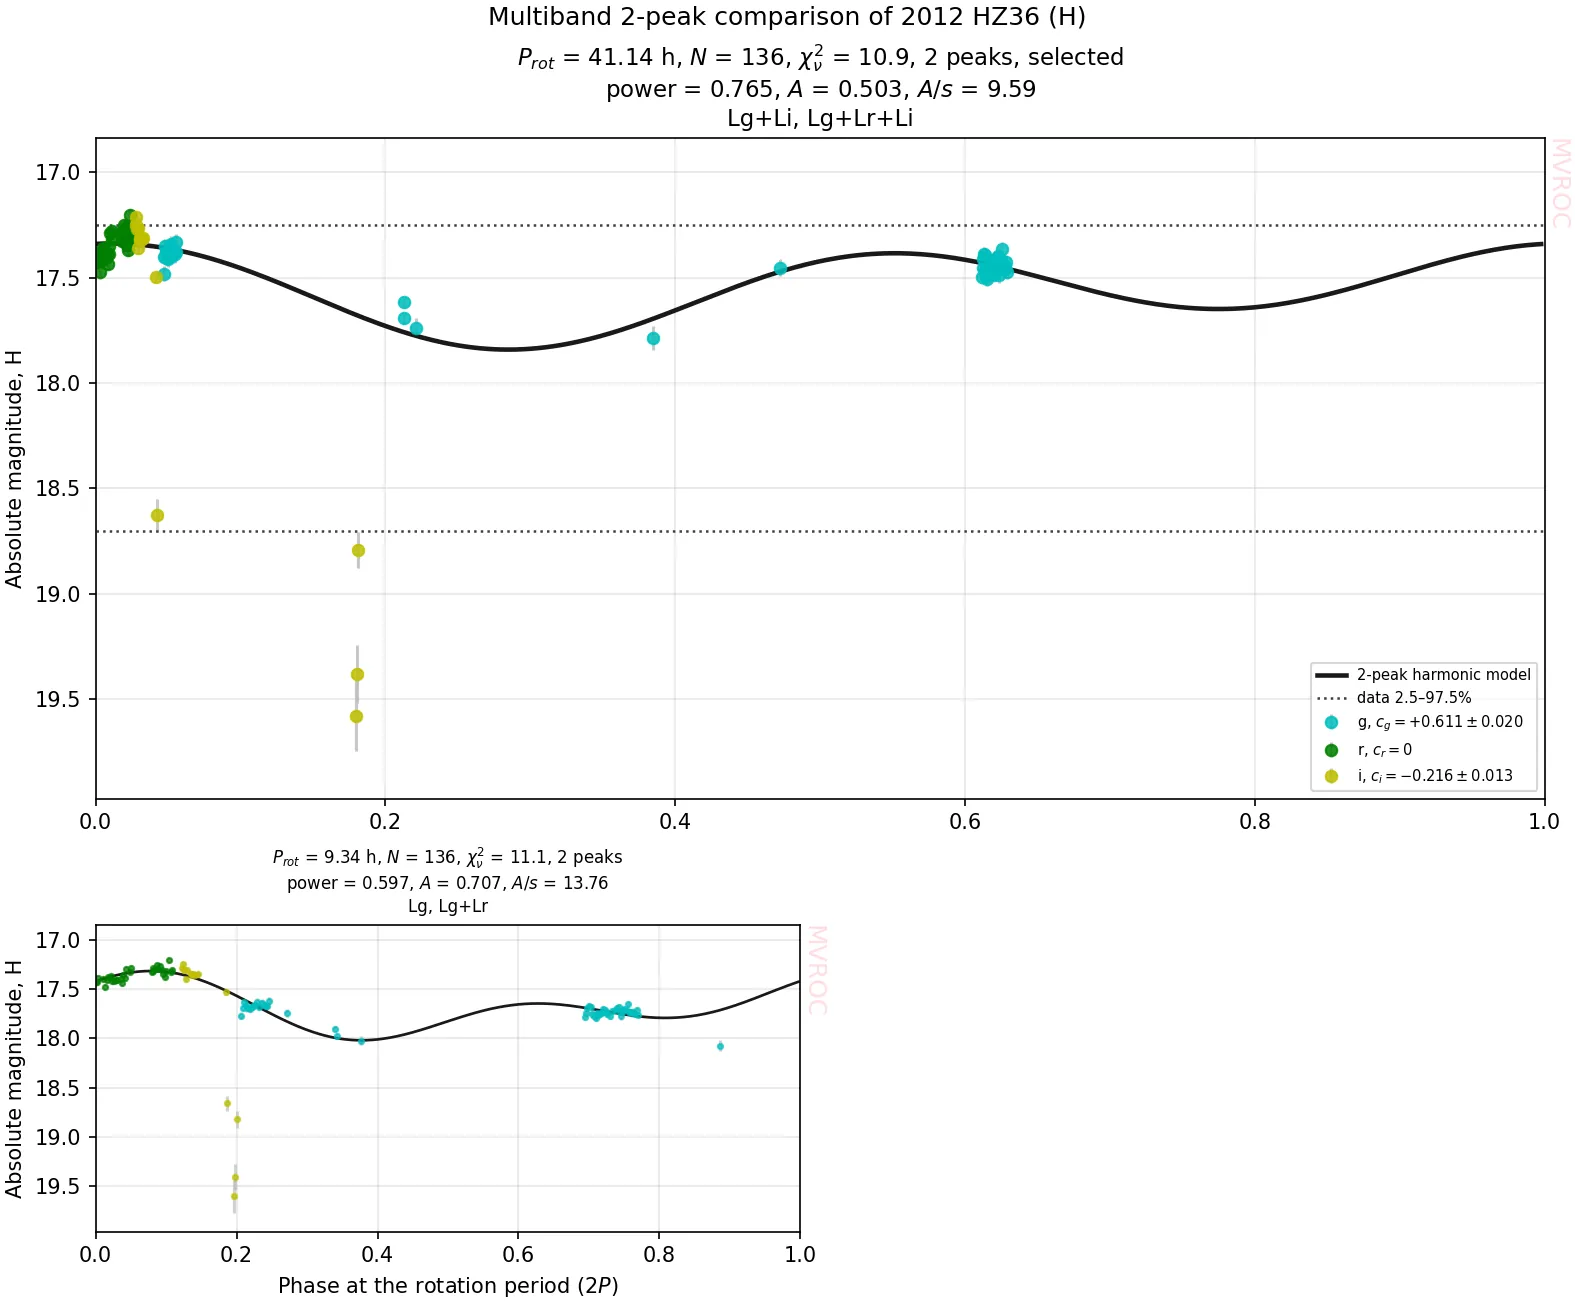 Multiband 2-peak comparison of 2012 HZ36 (H)
P_rot = 41.14 h, N = 136, χ²_ν = 10.9, 2 peaks, selected
power = 0.765, A = 0.503, A/s = 9.59
Lg+Li, Lg+Lr+Li
MVROC
Absolute magnitude, H
17.0
17.5
18.0
18.5
19.0
19.5
2-peak harmonic model
data 2.5–97.5%
g, c_g = +0.611 ± 0.020
r, c_r = 0
i, c_i = −0.216 ± 0.013
0.0 0.2 0.4 0.6 0.8 1.0
P_rot = 9.34 h, N = 136, χ²_ν = 11.1, 2 peaks
power = 0.597, A = 0.707, A/s = 13.76
Lg, Lg+Lr
MVROC
Absolute magnitude, H
17.0
17.5
18.0
18.5
19.0
19.5
0.0 0.2 0.4 0.6 0.8 1.0
Phase at the rotation period (2P)